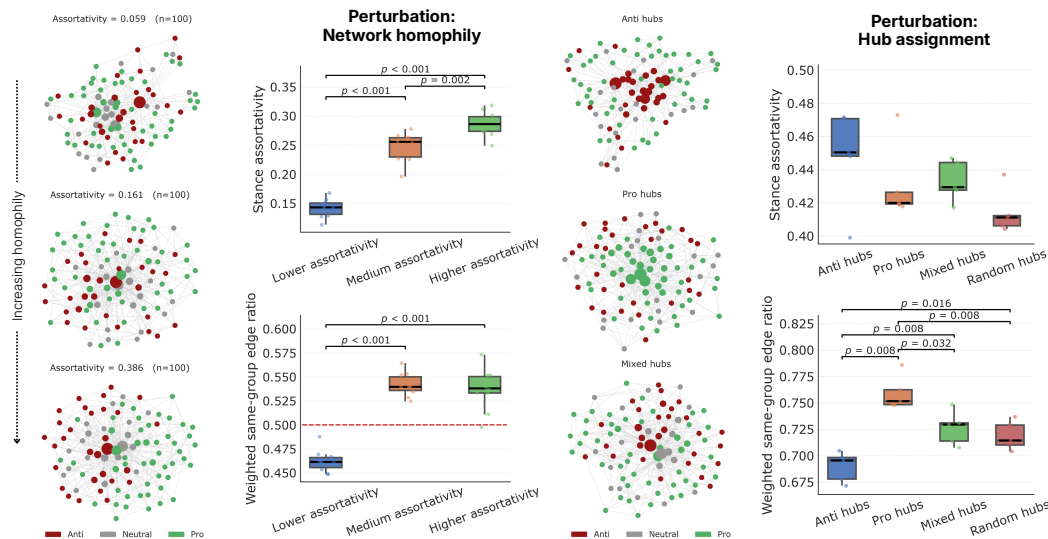 Assortativity = 0.059 (n=100)
Assortativity = 0.161 (n=100)
Assortativity = 0.386 (n=100)
Increasing homophily
Anti
Neutral
Pro
Perturbation:
Network homophily
Stance assortativity
0.35
0.30
0.25
0.20
0.15
p < 0.001
p = 0.002
p < 0.001
Lower assortativity
Medium assortativity
Higher assortativity
Weighted same-group edge ratio
0.600
0.575
0.550
0.525
0.500
0.475
0.450
p < 0.001
p < 0.001
Lower assortativity
Medium assortativity
Higher assortativity
Anti hubs
Pro hubs
Mixed hubs
Anti
Neutral
Pro
Perturbation:
Hub assignment
Stance assortativity
0.50
0.48
0.46
0.44
0.42
0.40
Anti hubs
Pro hubs
Mixed hubs
Random hubs
Weighted same-group edge ratio
0.825
0.800
0.775
0.750
0.725
0.700
0.675
p = 0.016
p = 0.008
p = 0.008
p = 0.032
p = 0.008
Anti hubs
Pro hubs
Mixed hubs
Random hubs